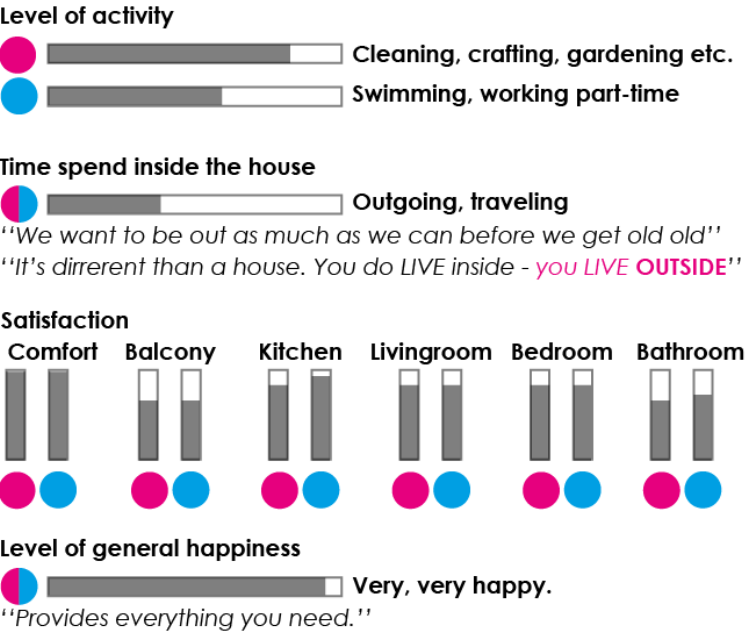 Level of activity
Cleaning, crafting, gardening etc.
Swimming, working part-time
Time spend inside the house
Outgoing, traveling
‘‘We want to be out as much as we can before we get old old’’
‘‘It’s dirrerent than a house. You do LIVE inside - you LIVE OUTSIDE’’
Satisfaction
Comfort Balcony Kitchen Livingroom Bedroom Bathroom
Level of general happiness
Very, very happy.
‘‘Provides everything you need.’’